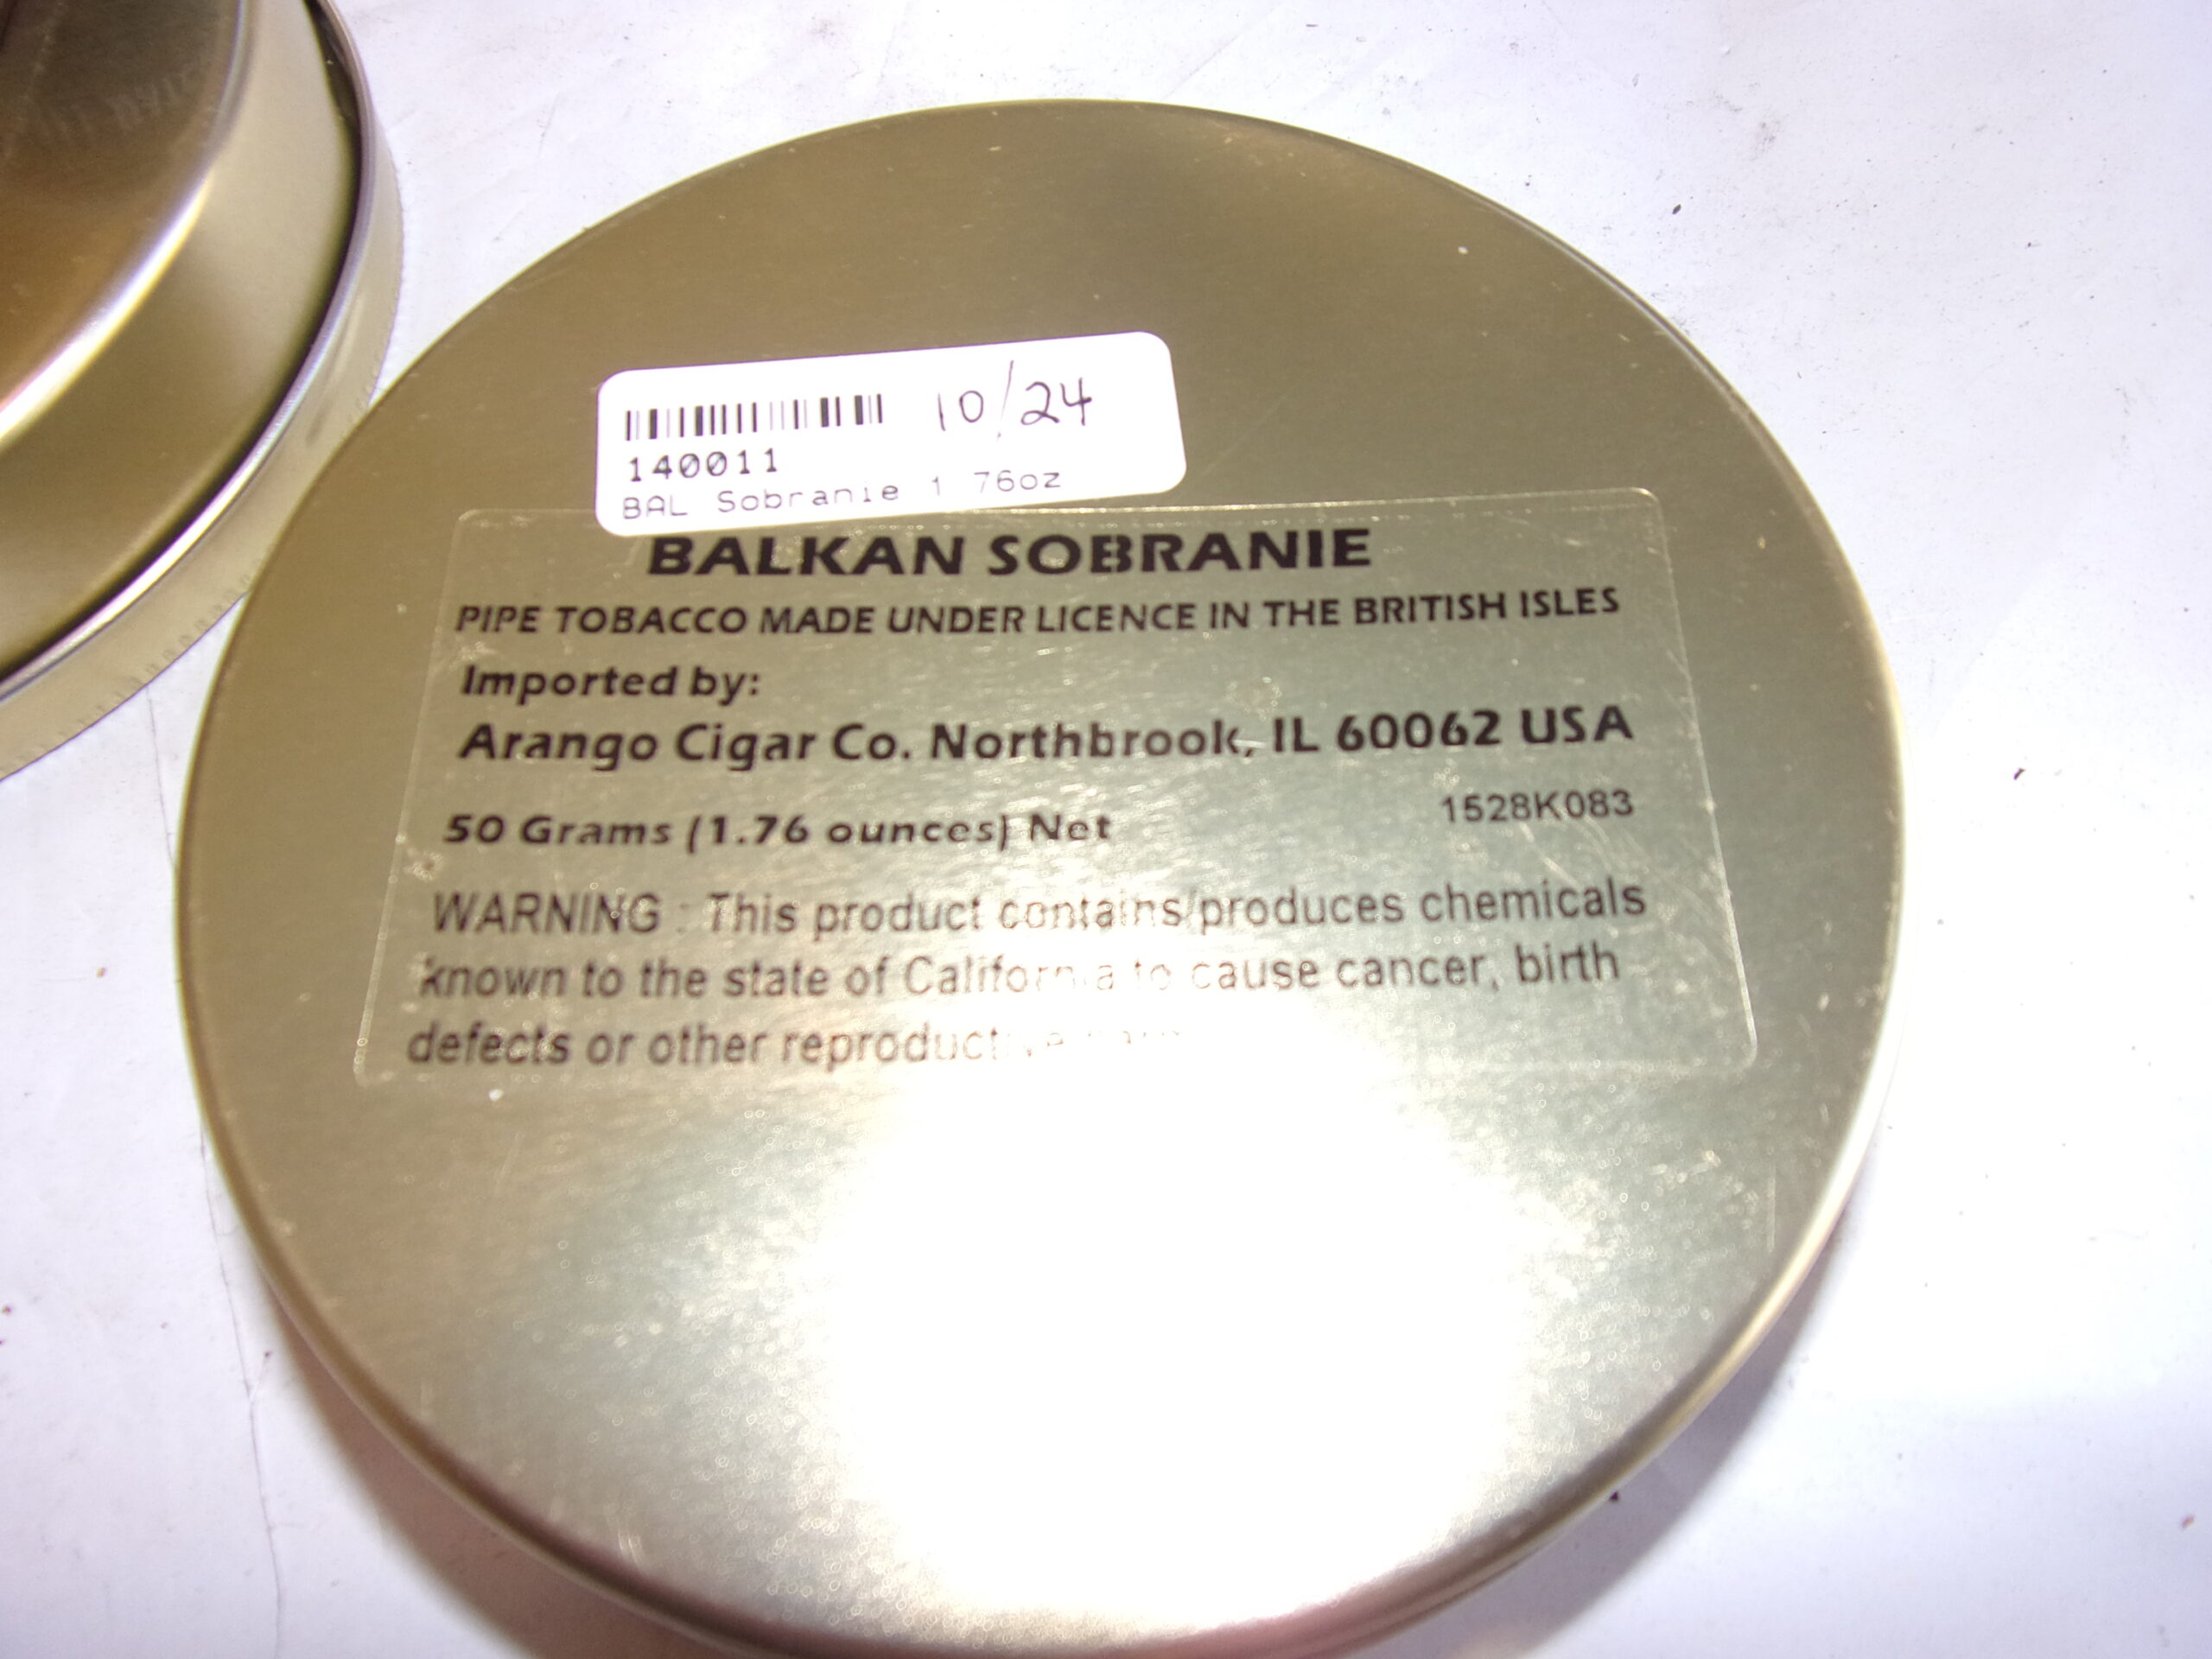 10/24
140011
BAL Sobranie 1 76oz
BALKAN SOBRANIE
PIPE TOBACCO MADE UNDER LICENCE IN THE BRITISH ISLES
Imported by:
Arango Cigar Co. Northbrook, IL 60062 USA
50 Grams (1.76 ounces) Net 1528K083
WARNING : This product contains/produces chemicals
known to the state of California to cause cancer, birth
defects or other reproductive